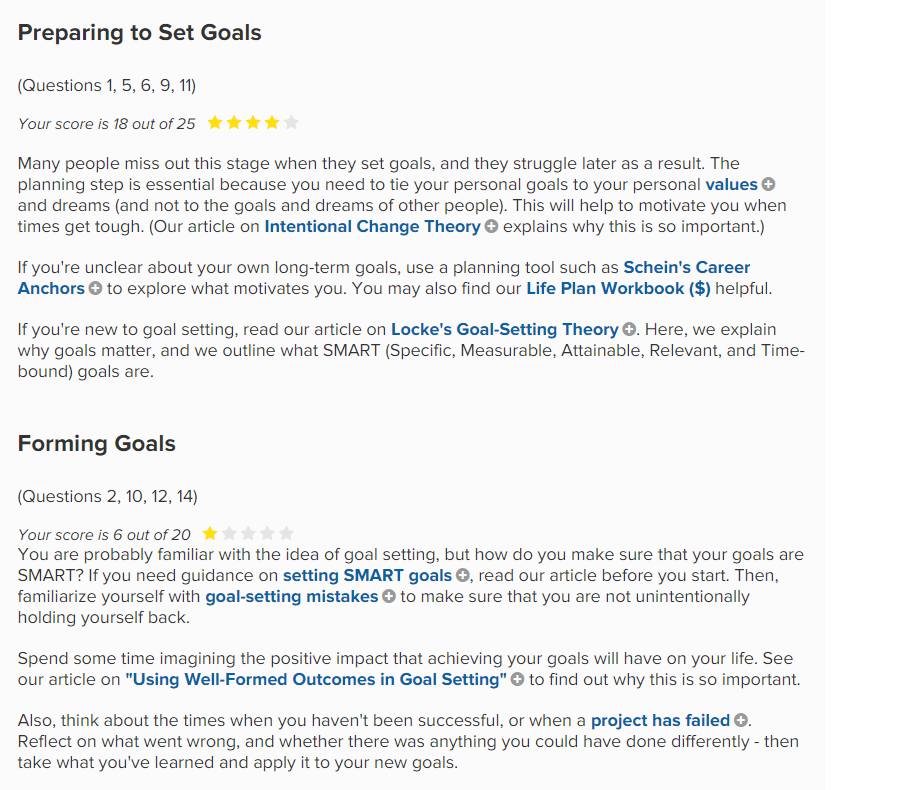 Preparing to Set Goals
(Questions 1, 5, 6, 9, 11)
Your score is 18 out of 25
Many people miss out this stage when they set goals, and they struggle later as a result. The
planning step is essential because you need to tie your personal goals to your personal values
and dreams (and not to the goals and dreams of other people). This will help to motivate you when
times get tough. (Our article on Intentional Change Theory explains why this is so important.)
If you're unclear about your own long-term goals, use a planning tool such as Schein's Career
Anchors to explore what motivates you. You may also find our Life Plan Workbook ($) helpful.
If you're new to goal setting, read our article on Locke's Goal-Setting Theory. Here, we explain
why goals matter, and we outline what SMART (Specific, Measurable, Attainable, Relevant, and Time-
bound) goals are.
Forming Goals
(Questions 2, 10, 12, 14)
Your score is 6 out of 20
You are probably familiar with the idea of goal setting, but how do you make sure that your goals are
SMART? If you need guidance on setting SMART goals, read our article before you start. Then,
familiarize yourself with goal-setting mistakes to make sure that you are not unintentionally
holding yourself back.
Spend some time imagining the positive impact that achieving your goals will have on your life. See
our article on "Using Well-Formed Outcomes in Goal Setting" to find out why this is so important.
Also, think about the times when you haven't been successful, or when a project has failed.
Reflect on what went wrong, and whether there was anything you could have done differently - then
take what you've learned and apply it to your new goals.